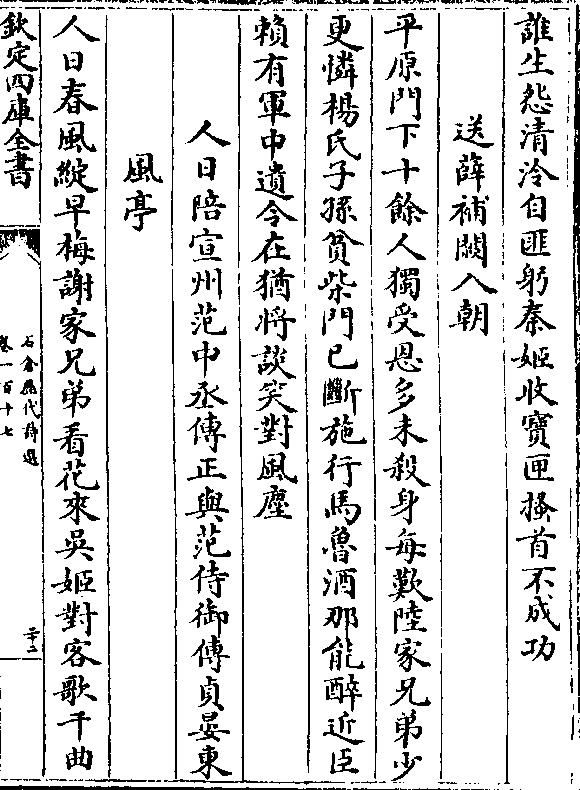 誰生怨清泠自匪躬秦姬收寶匣搔首不成功
送薛補闕入朝
平原門下十餘人獨受恩多未殺身每歎陸家兄弟少
更憐楊氏子孫貧柴門已斷施行馬魯酒那能醉近臣
賴有軍中遺令在猶將談笑對風塵
人日陪宣州范中丞傳正與范侍御傳貞晏東
風亭
人日春風綻早梅謝家兄弟看花來吳姬對客歌千曲
欽定四庫全書
石倉歷代詩選
卷一百十七
二十二